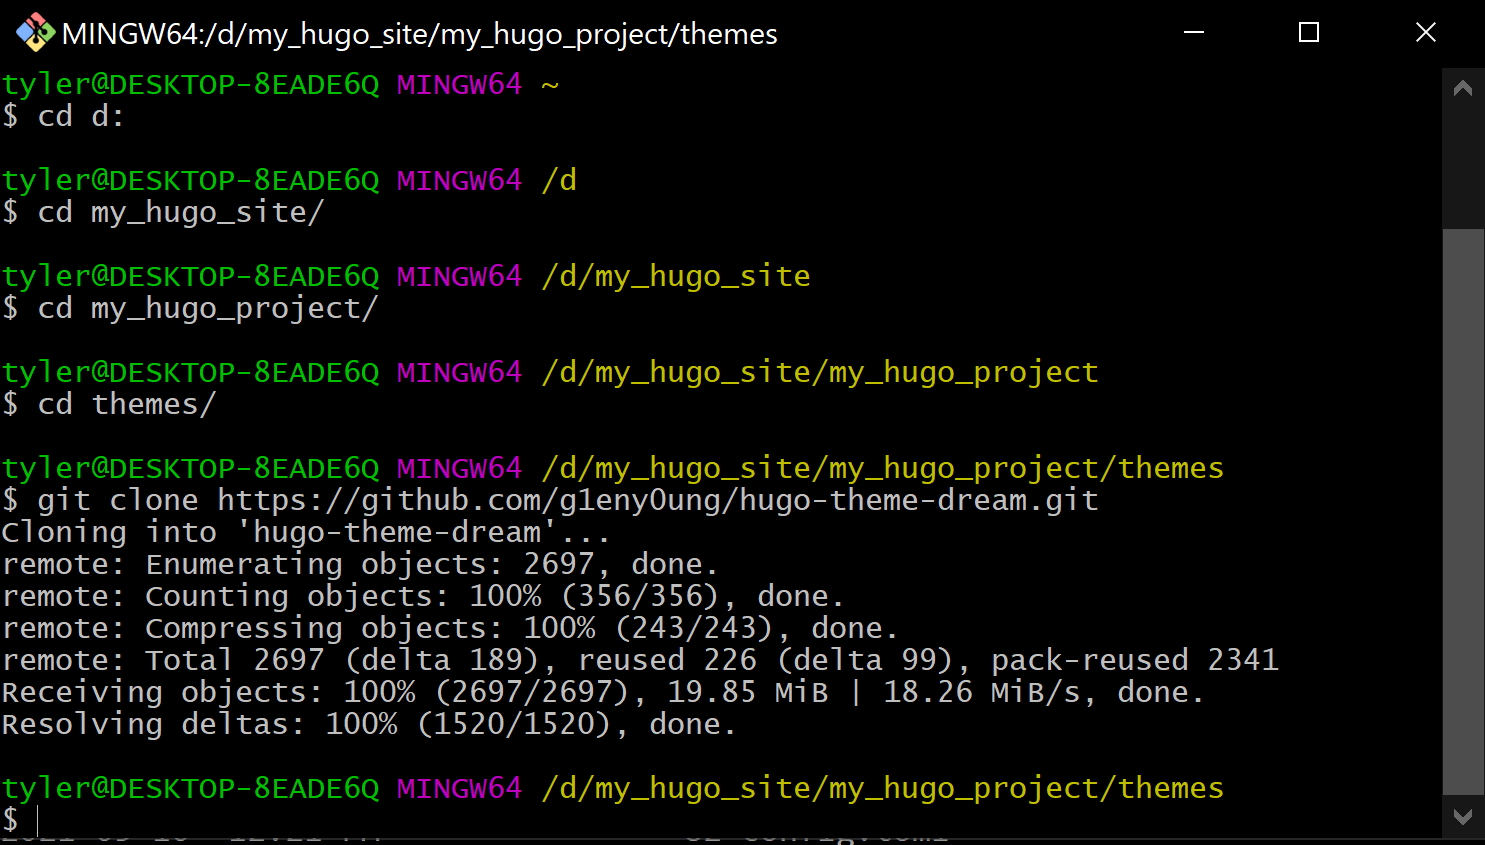 MINGW64:/d/my_hugo_site/my_hugo_project/themes
tyler@DESKTOP-8EADE6Q MINGW64 ~
$ cd d:
tyler@DESKTOP-8EADE6Q MINGW64 /d
$ cd my_hugo_site/
tyler@DESKTOP-8EADE6Q MINGW64 /d/my_hugo_site
$ cd my_hugo_project/
tyler@DESKTOP-8EADE6Q MINGW64 /d/my_hugo_site/my_hugo_project
$ cd themes/
tyler@DESKTOP-8EADE6Q MINGW64 /d/my_hugo_site/my_hugo_project/themes
$ git clone https://github.com/g1eny0ung/hugo-theme-dream.git
Cloning into 'hugo-theme-dream'...
remote: Enumerating objects: 2697, done.
remote: Counting objects: 100% (356/356), done.
remote: Compressing objects: 100% (243/243), done.
remote: Total 2697 (delta 189), reused 226 (delta 99), pack-reused 2341
Receiving objects: 100% (2697/2697), 19.85 MiB | 18.26 MiB/s, done.
Resolving deltas: 100% (1520/1520), done.
tyler@DESKTOP-8EADE6Q MINGW64 /d/my_hugo_site/my_hugo_project/themes
$